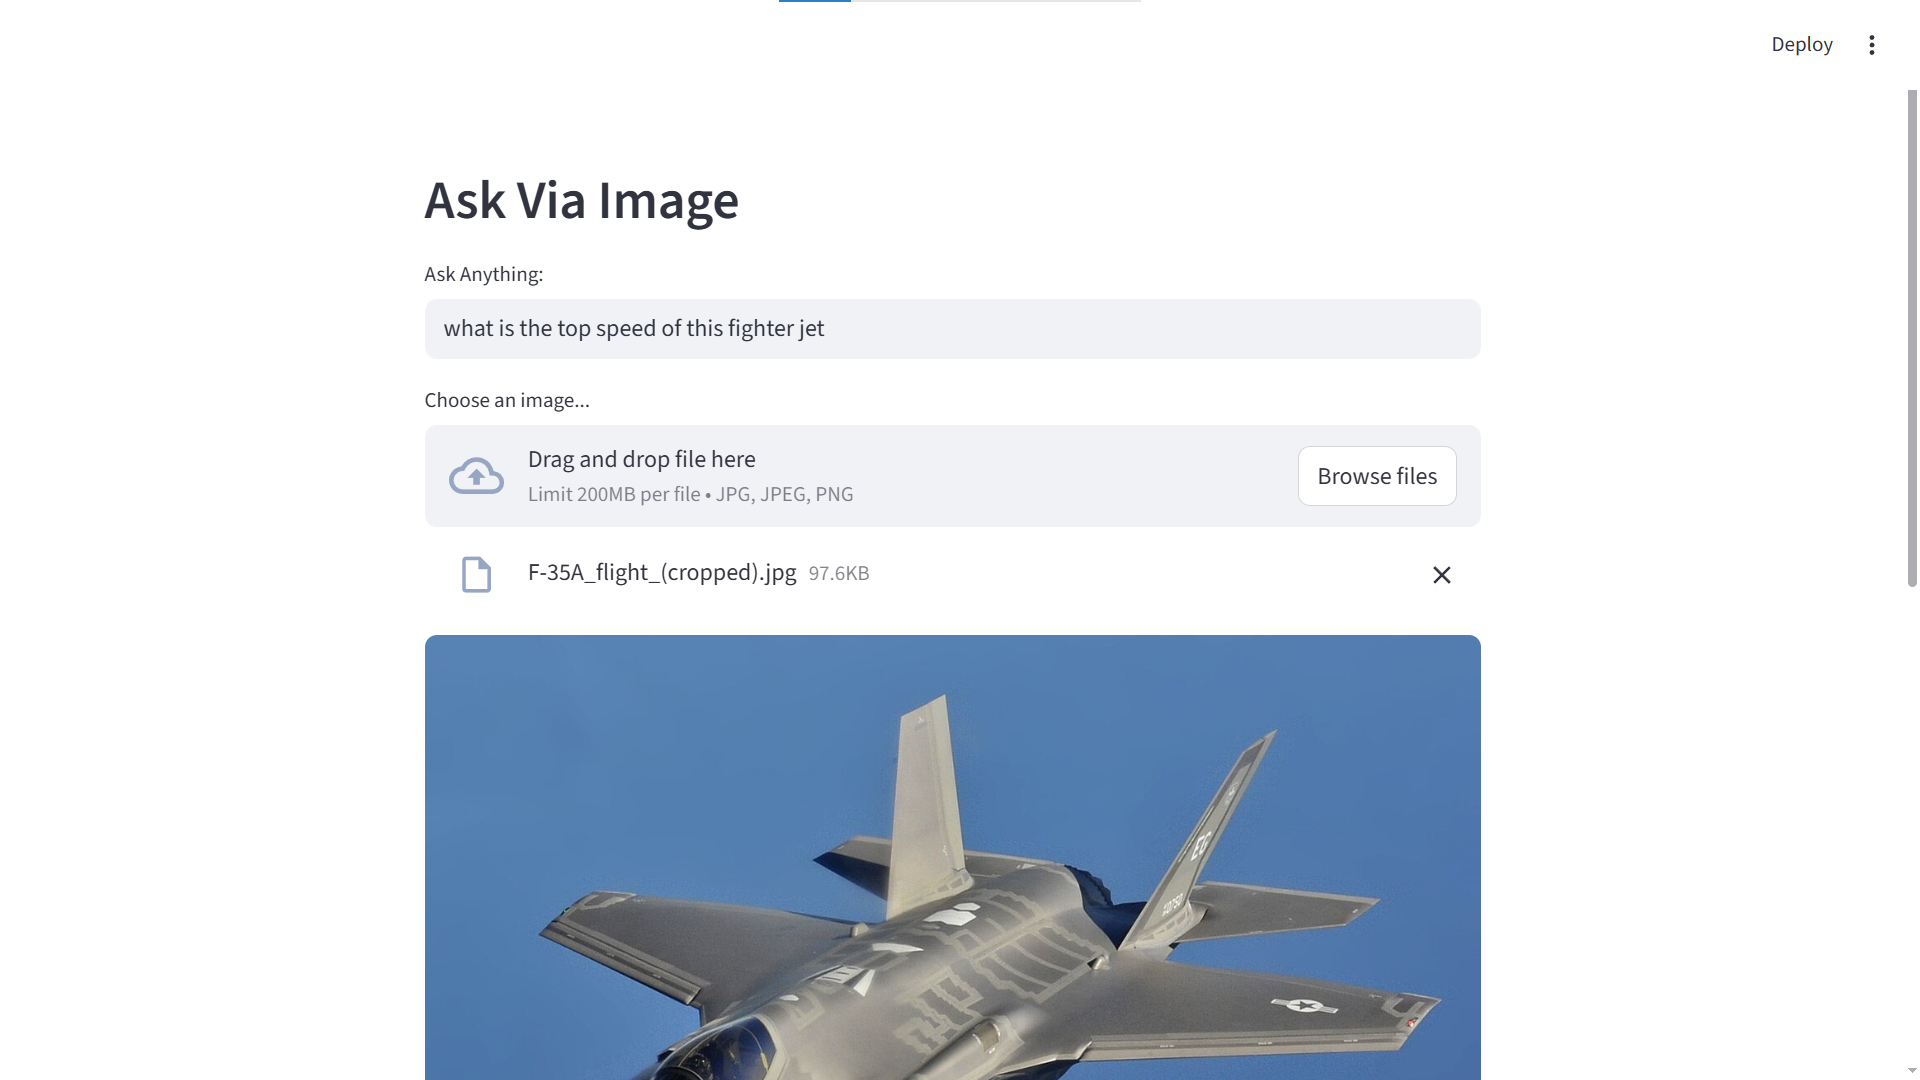 Deploy
Ask Via Image
Ask Anything:
what is the top speed of this fighter jet
Choose an image...
Drag and drop file here
Limit 200MB per file • JPG, JPEG, PNG
Browse files
F-35A_flight_(cropped).jpg 97.6KB
EG